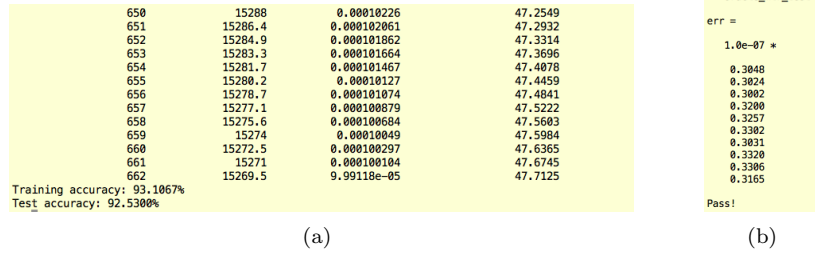 650 15288 0.00010226 47.2549
651 15286.4 0.000102061 47.2932
652 15284.9 0.000101862 47.3314
653 15283.3 0.000101664 47.3696
654 15281.7 0.000101467 47.4078
655 15280.2 0.00010127 47.4459
656 15278.7 0.000101074 47.4841
657 15277.1 0.000100879 47.5222
658 15275.6 0.000100684 47.5603
659 15274 0.00010049 47.5984
660 15272.5 0.000100297 47.6365
661 15271 0.000100104 47.6745
662 15269.5 9.99118e-05 47.7125
Training accuracy: 93.1067%
Test accuracy: 92.5300%
(a)
err =
1.0e-07 *
0.3048
0.3024
0.3002
0.3200
0.3257
0.3302
0.3031
0.3320
0.3306
0.3165
Pass!
(b)